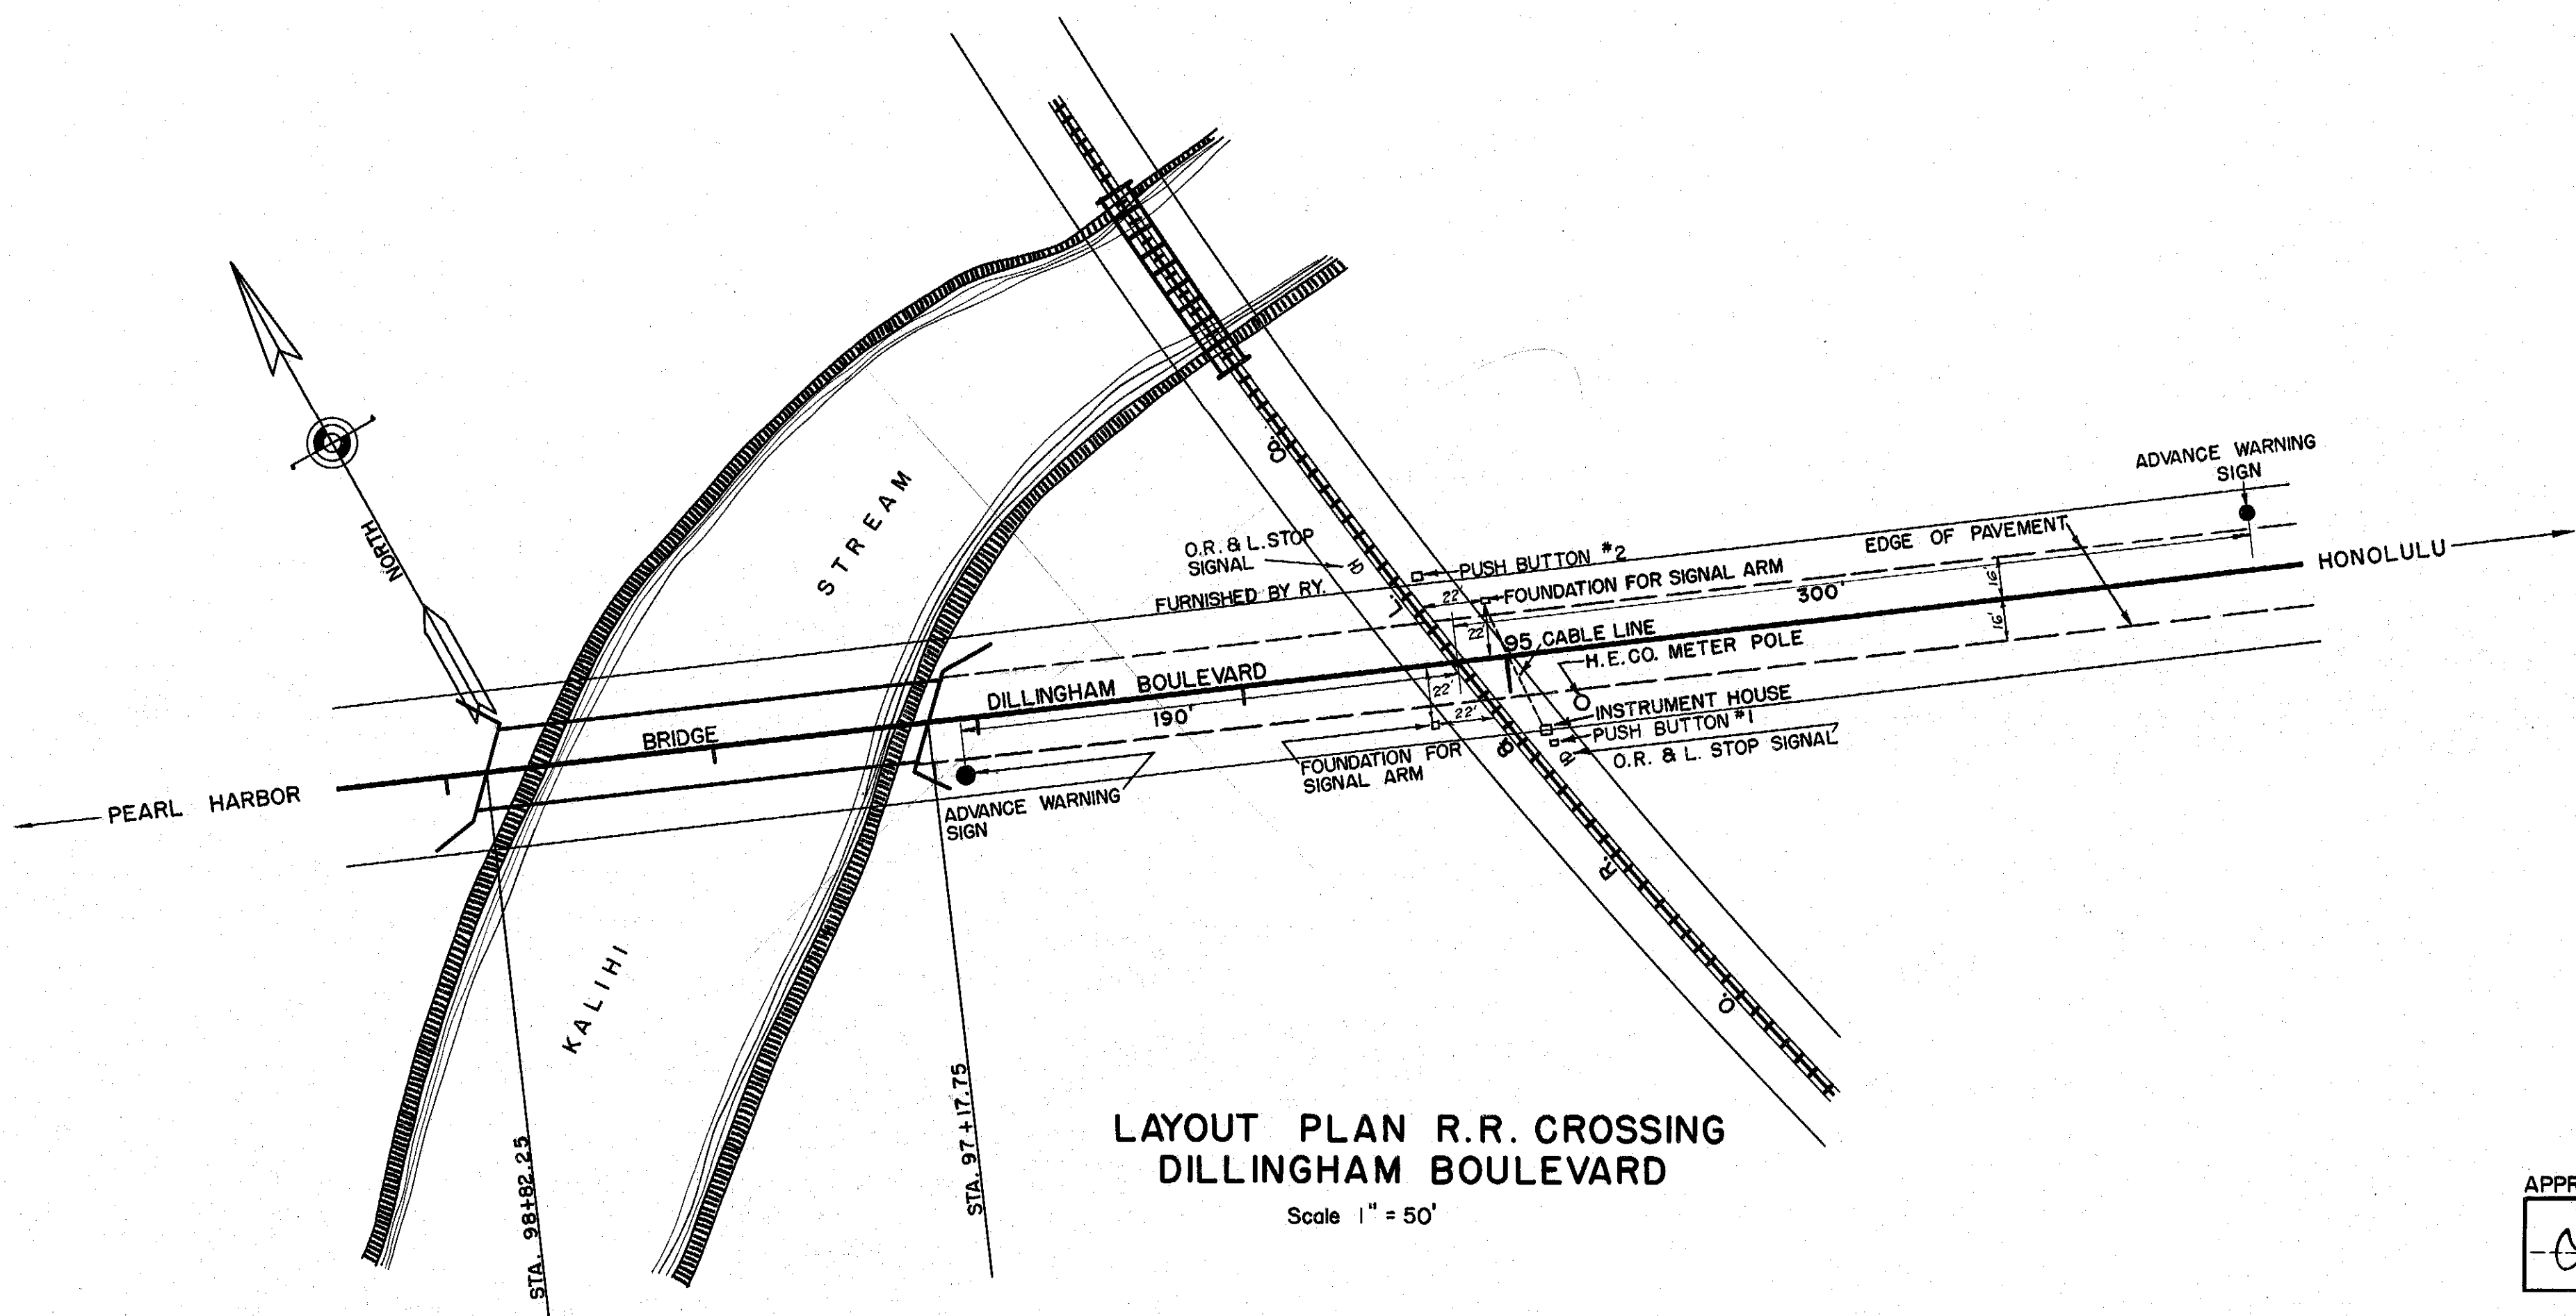 ADVANCE WARNING
SIGN
EDGE OF PAVEMENT
HONOLULU
O.R. & L. STOP
SIGNAL
PUSH BUTTON #2
FURNISHED BY RY.
22'
FOUNDATION FOR SIGNAL ARM
300'
16'
16'
22'
95
CABLE LINE
H.E.CO. METER POLE
NORTH
STREAM
DILLINGHAM BOULEVARD
190'
22'
22'
INSTRUMENT HOUSE
PUSH BUTTON #1
O.R. & L. STOP SIGNAL
BRIDGE
PEARL HARBOR
FOUNDATION FOR
SIGNAL ARM
ADVANCE WARNING
SIGN
O. R. & L. CO.
KALIHI
STA. 98+82.25
STA. 97+17.75
LAYOUT PLAN R.R. CROSSING
DILLINGHAM BOULEVARD
Scale 1" = 50'